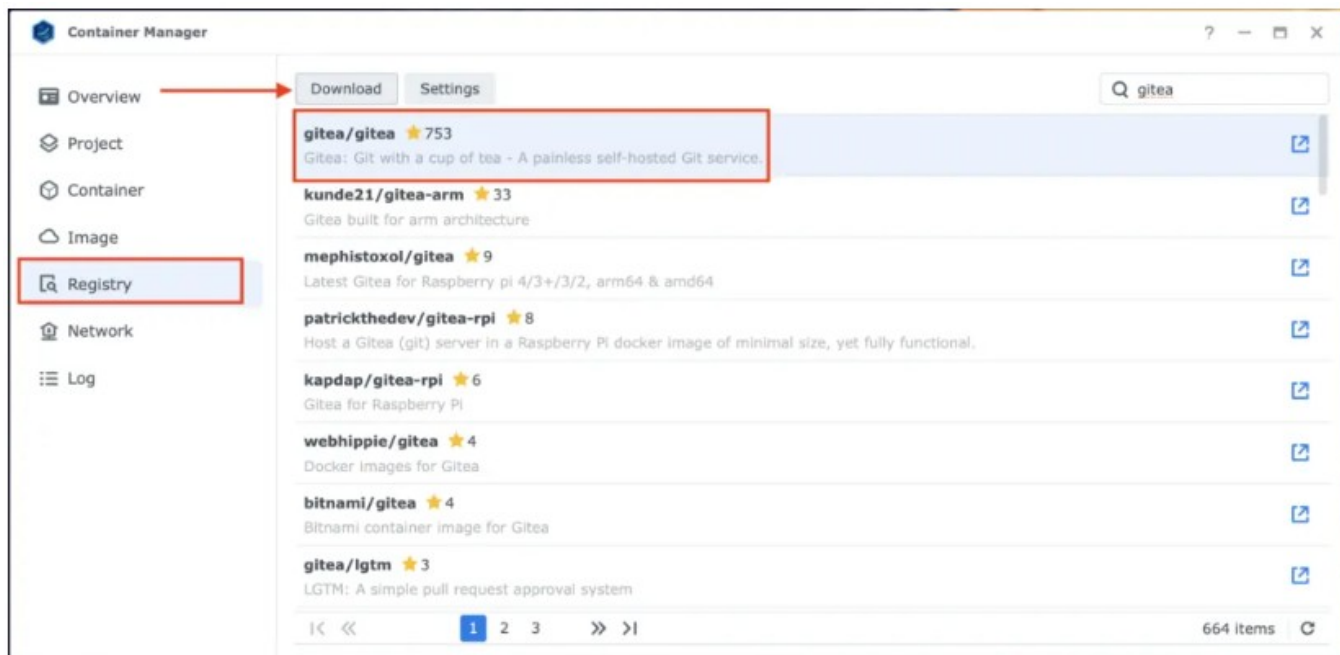 Container Manager
?
Overview
Project
Container
Image
Registry
Network
Log
Download Settings
gitea
gitea/gitea 753
Gitea: Git with a cup of tea - A painless self-hosted Git service.
kunde21/gitea-arm 33
Gitea built for arm architecture
mephistoxol/gitea 9
Latest Gitea for Raspberry pi 4/3+/3/2, arm64 & amd64
patrickthedev/gitea-rpi 8
Host a Gitea (git) server in a Raspberry Pi docker image of minimal size, yet fully functional.
kapdap/gitea-rpi 6
Gitea for Raspberry Pi
webhippie/gitea 4
Docker images for Gitea
bitnami/gitea 4
Bitnami container image for Gitea
gitea/lgtm 3
LGTM: A simple pull request approval system
1 2 3
664 items